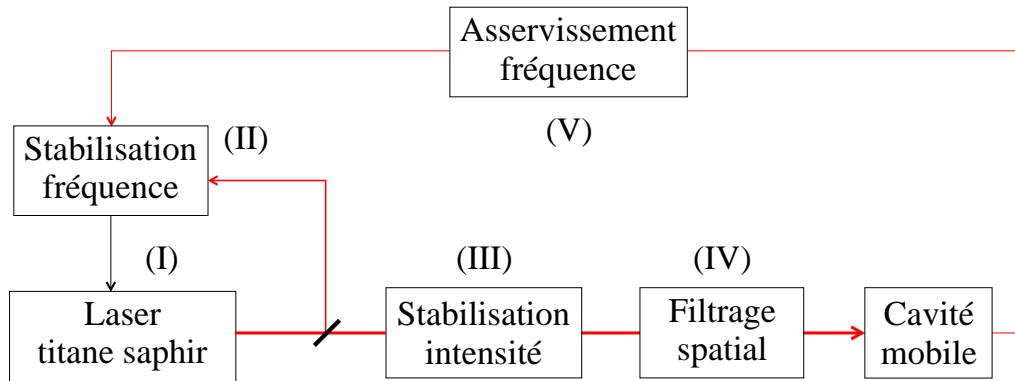 Asservissement
fréquence
(V)
Stabilisation
fréquence
(II)
(I)
(III)
(IV)
Laser
titane saphir
Stabilisation
intensité
Filtrage
spatial
Cavité
mobile